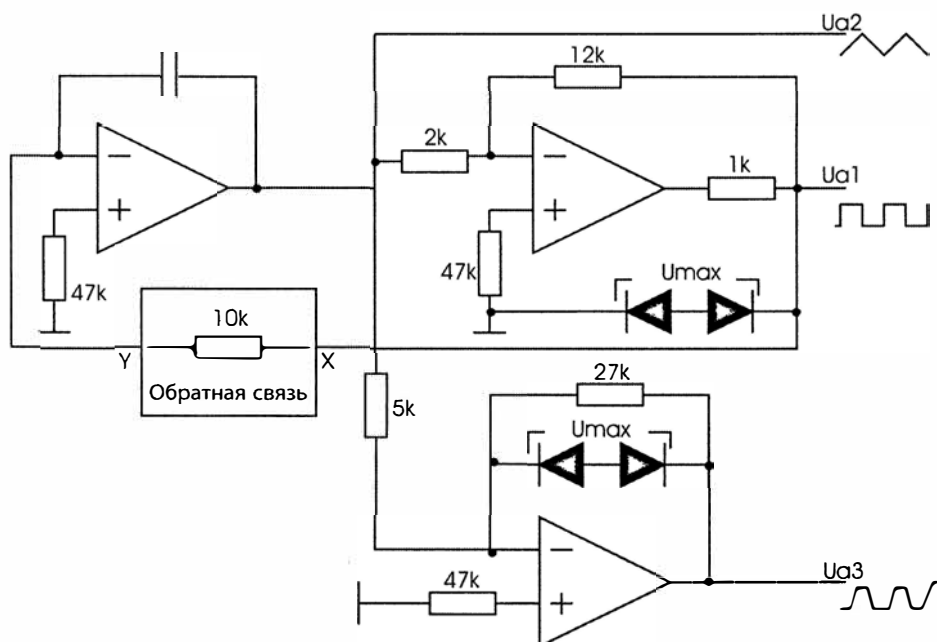 Ua2
12k
2k
1k
Ua1
−
+
−
+
47k
47k
Umax
10k
Y
X
Обратная связь
5k
27k
Umax
−
+
47k
Ua3